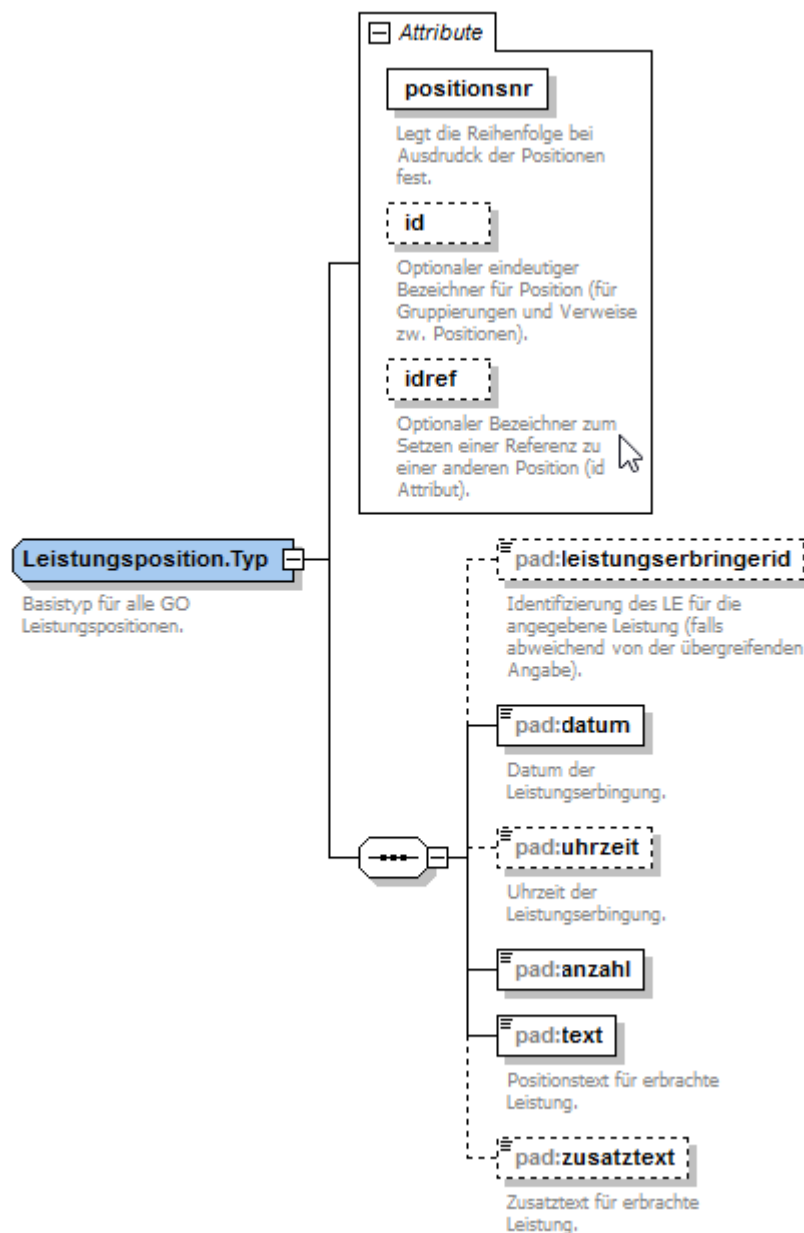 Attribute
positionsnr
Legt die Reihenfolge bei
Ausdrudck der Positionen
fest.
id
Optionaler eindeutiger
Bezeichner für Position (für
Gruppierungen und Verweise
zw. Positionen).
idref
Optionaler Bezeichner zum
Setzen einer Referenz zu
einer anderen Position (id
Attribut).
Leistungsposition.Typ
Basistyp für alle GO
Leistungspositionen.
pad:leistungserbringerid
Identifizierung des LE für die
angegebene Leistung (falls
abweichend von der übergreifenden
Angabe).
pad:datum
Datum der
Leistungserbingung.
pad:uhrzeit
Uhrzeit der
Leistungserbingung.
pad:anzahl
pad:text
Positionstext für erbrachte
Leistung.
pad:zusatztext
Zusatztext für erbrachte
Leistung.